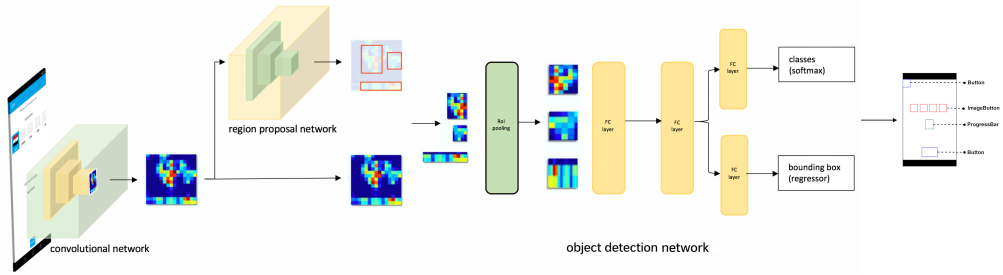 region proposal network
convolutional network
Roi
pooling
FC
layer
FC
layer
FC
layer
FC
layer
classes
(softmax)
bounding box
(regressor)
object detection network
Button
ImageButton
ProgressBar
Button